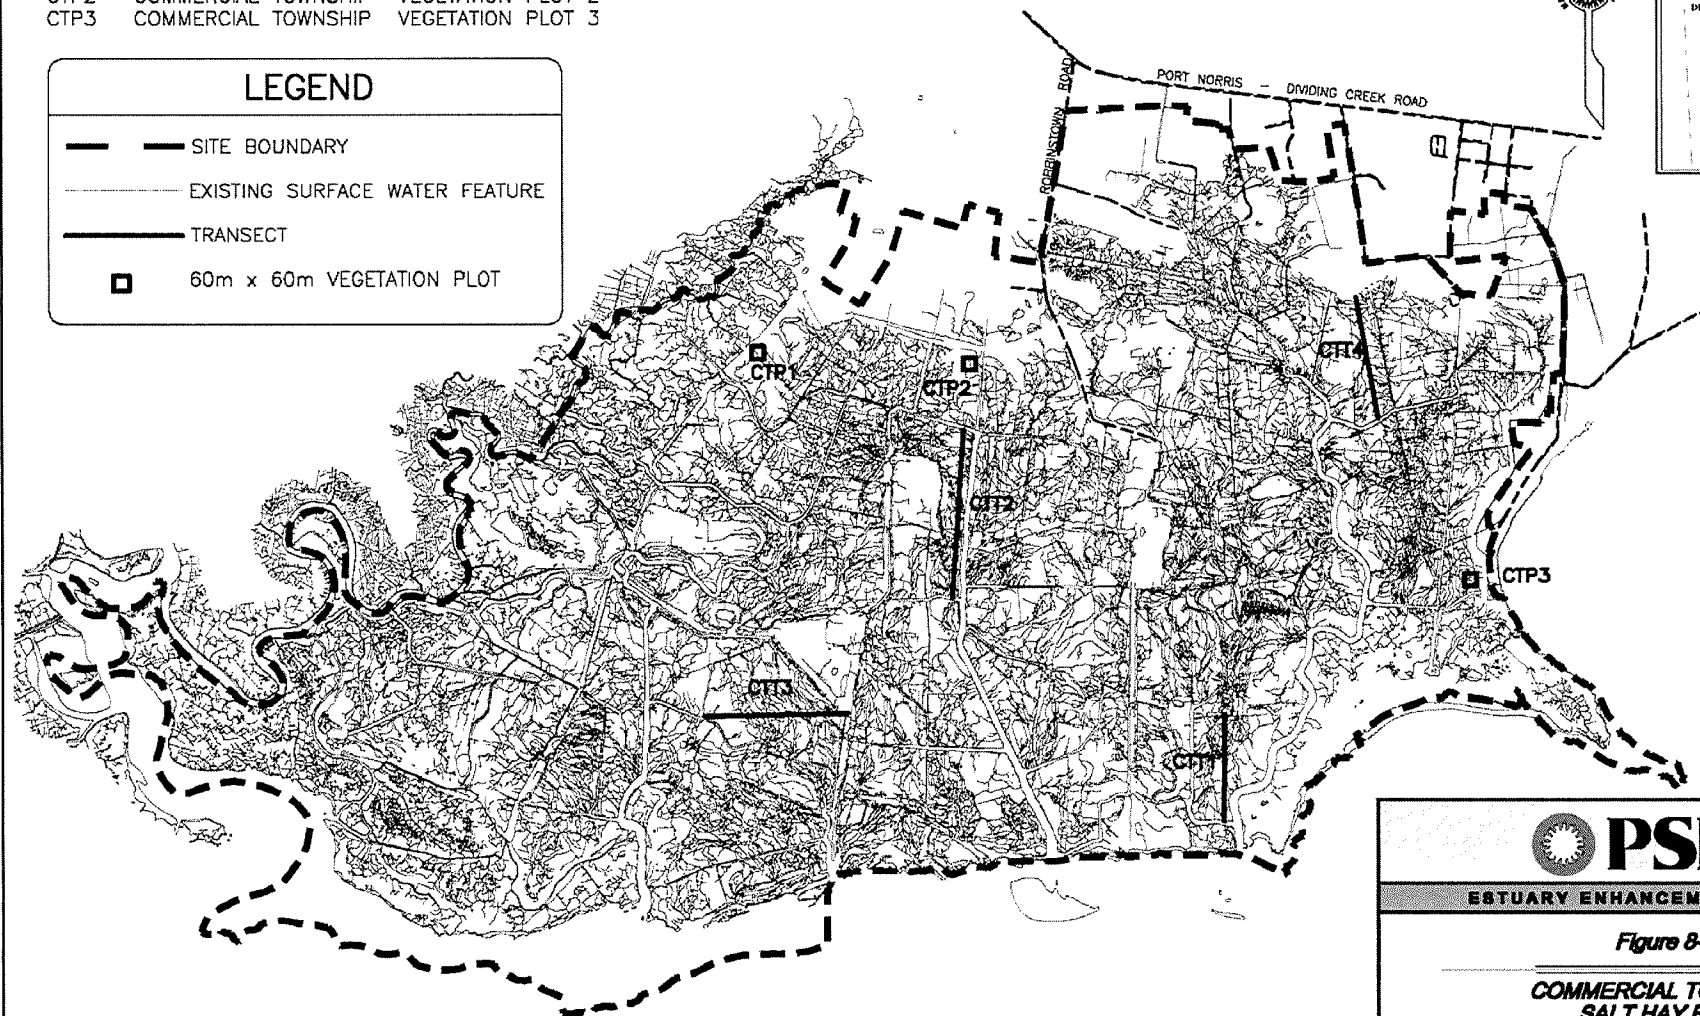 CTP3 COMMERCIAL TOWNSHIP VEGETATION PLOT 3
LEGEND
SITE BOUNDARY
EXISTING SURFACE WATER FEATURE
TRANSECT
60m x 60m VEGETATION PLOT
PORT NORRIS - DIVIDING CREEK ROAD
ROBBINSTOWN ROAD
CTP1
CTP2
CTT4
CTT2
CTP3
CTT3
CTT1
PS
ESTUARY ENHANCEM
Figure 8-
COMMERCIAL TO
SALT HAY